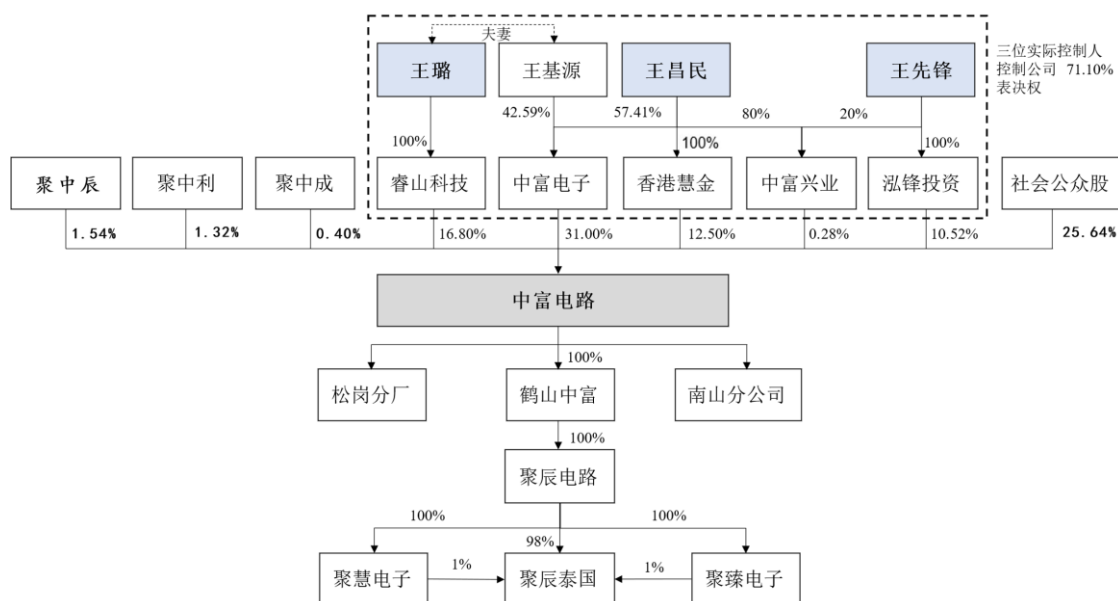 夫妻
王璐
王基源
王昌民
王先锋
三位实际控制人
控制公司 71.10%
表决权
42.59%
57.41%
80%
20%
100%
100%
100%
聚中辰
聚中利
聚中成
睿山科技
中富电子
香港慧金
中富兴业
泓锋投资
社会公众股
1.54%
1.32%
0.40%
16.80%
31.00%
12.50%
0.28%
10.52%
25.64%
中富电路
100%
松岗分厂
鹤山中富
南山分公司
100%
聚辰电路
100%
100%
98%
聚慧电子
1%
聚辰泰国
1%
聚臻电子